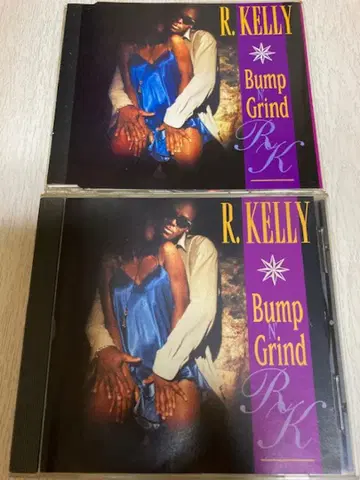 R. KELLY
Bump
N'
Grind
RK
R. KELLY
Bump
N'
Grind
RK